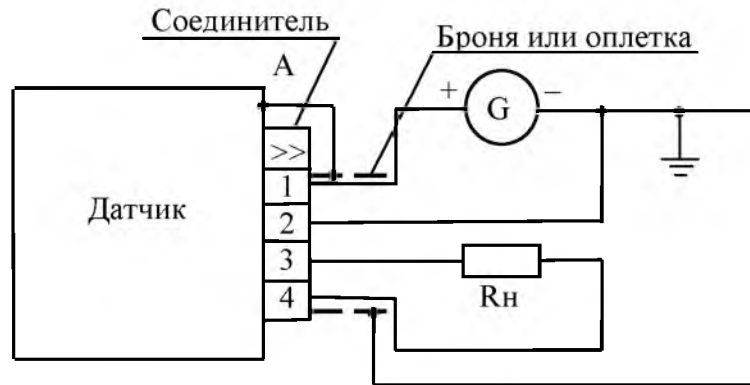 Соединитель
Броня или оплетка
А
+ G −
>>
1
Датчик
2
3
4
Rн